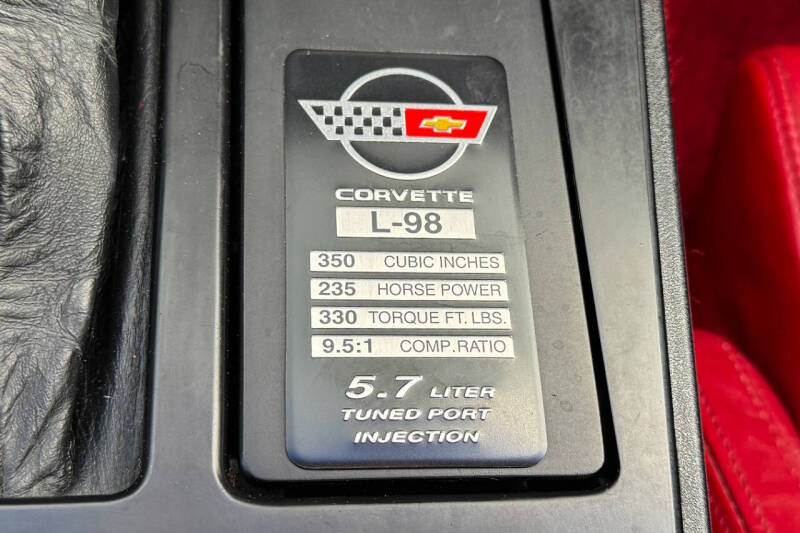 CORVETTE
L-98
350 CUBIC INCHES
235 HORSE POWER
330 TORQUE FT. LBS.
9.5:1 COMP.RATIO
5.7 LITER
TUNED PORT
INJECTION